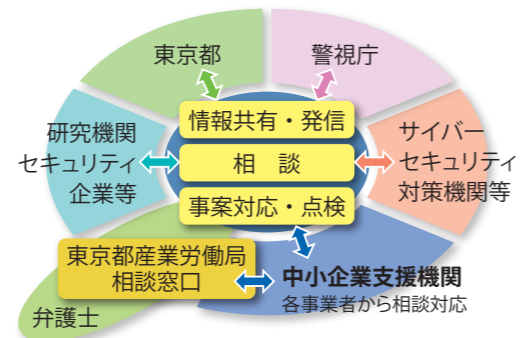 東京都
警視庁
情報共有・発信
相　談
事案対応・点検
研究機関
セキュリティ
企業等
サイバー
セキュリティ
対策機関等
東京都産業労働局
相談窓口
中小企業支援機関
各事業者から相談対応
弁護士